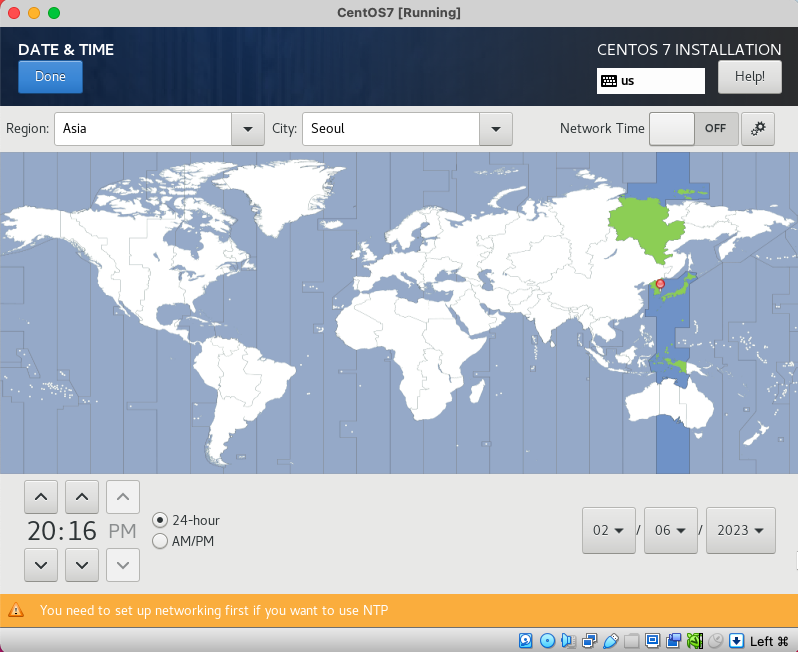 CentOS7 [Running]
DATE & TIME
CENTOS 7 INSTALLATION
Done
us
Help!
Region:
Asia
City:
Seoul
Network Time
OFF
20:16 PM
24-hour
AM/PM
02 / 06 / 2023
You need to set up networking first if you want to use NTP
Left ⌘